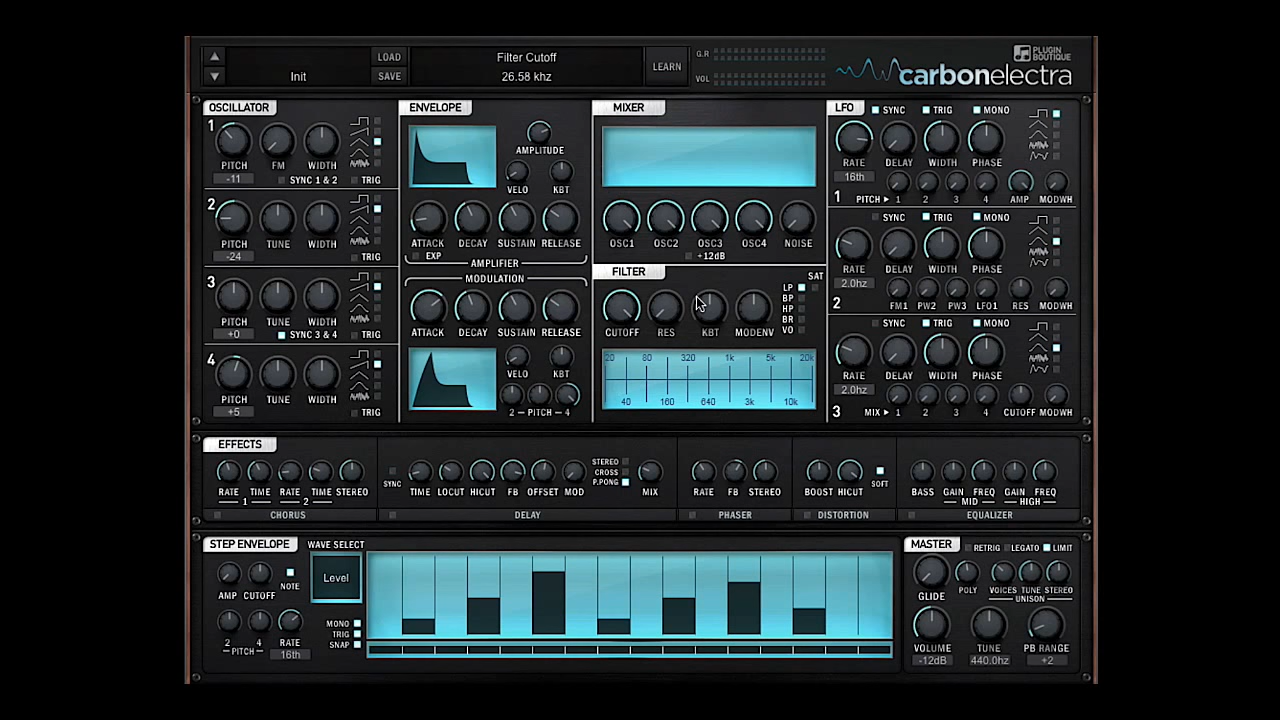 LOAD
Init
SAVE
Filter Cutoff
26.58 khz
LEARN
G.R
VOL
PLUGIN
BOUTIQUE
carbonelectra
OSCILLATOR
1
PITCH FM WIDTH
-11
SYNC 1 & 2 TRIG
2
PITCH TUNE WIDTH
-24
TRIG
3
PITCH TUNE WIDTH
+0
SYNC 3 & 4 TRIG
4
PITCH TUNE WIDTH
+5
TRIG
ENVELOPE
AMPLITUDE
VELO KBT
ATTACK DECAY SUSTAIN RELEASE
EXP
AMPLIFIER
MODULATION
ATTACK DECAY SUSTAIN RELEASE
VELO KBT
2 PITCH 4
MIXER
OSC1 OSC2 OSC3 OSC4 NOISE
+12dB
FILTER
SAT
LP
BP
HP
BR
VO
CUTOFF RES KBT MODENV
20 80 320 1k 5k 20k
40 160 640 3k 10k
LFO SYNC TRIG MONO
RATE DELAY WIDTH PHASE
16th
1 PITCH 1 2 3 4 AMP MODWH
SYNC TRIG MONO
RATE DELAY WIDTH PHASE
2.0hz
2 FM1 PW2 PW3 LFO1 RES MODWH
SYNC TRIG MONO
RATE DELAY WIDTH PHASE
2.0hz
3 MIX 1 2 3 4 CUTOFF MODWH
EFFECTS
RATE TIME RATE TIME STEREO
1 2
CHORUS
SYNC
TIME LOCUT HICUT FB OFFSET MOD
STEREO
CROSS
P.PONG
MIX
DELAY
RATE FB STEREO
PHASER
BOOST HICUT SOFT
DISTORTION
BASS GAIN FREQ GAIN FREQ
MID HIGH
EQUALIZER
STEP ENVELOPE
WAVE SELECT
Level
AMP CUTOFF NOTE
2 4 RATE
PITCH
16th
MONO
TRIG
SNAP
MASTER RETRIG LEGATO LIMIT
GLIDE POLY VOICES TUNE STEREO
UNISON
VOLUME TUNE PB RANGE
-12dB 440.0hz +2